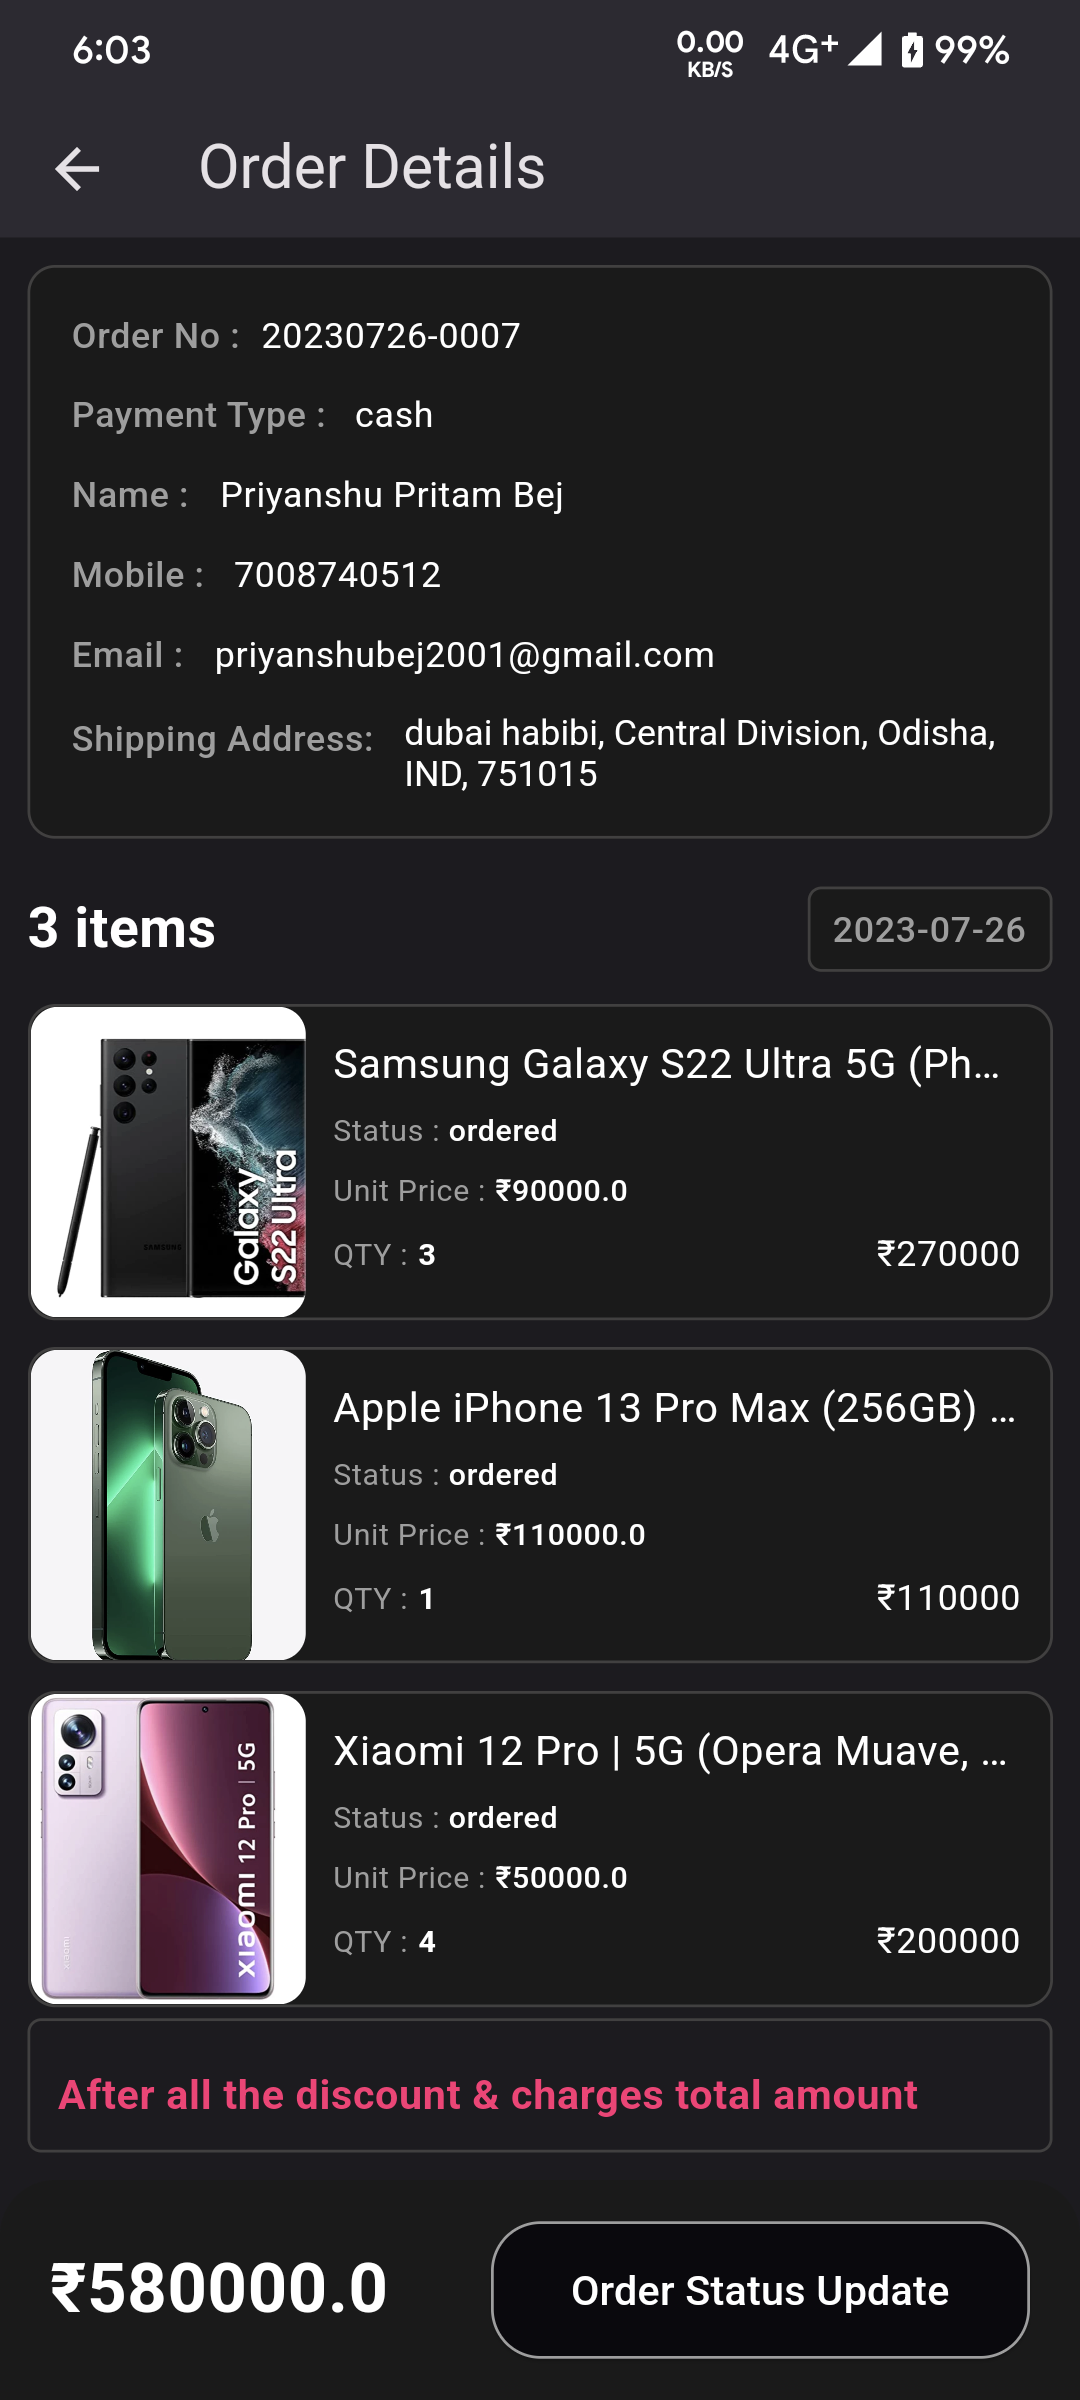 6:03
0.00 KB/S 4G+ 99%
Order Details
Order No : 20230726-0007
Payment Type : cash
Name : Priyanshu Pritam Bej
Mobile : 7008740512
Email : priyanshubej2001@gmail.com
Shipping Address: dubai habibi, Central Division, Odisha,
IND, 751015
3 items
2023-07-26
Samsung Galaxy S22 Ultra 5G (Ph...
Status : ordered
Unit Price : ₹90000.0
QTY : 3
₹270000
SAMSUNG
Galaxy
S22 Ultra
Apple iPhone 13 Pro Max (256GB) ...
Status : ordered
Unit Price : ₹110000.0
QTY : 1
₹110000
Xiaomi 12 Pro | 5G (Opera Muave, ...
Status : ordered
Unit Price : ₹50000.0
QTY : 4
₹200000
xiaomi
xiaomi 12 Pro | 5G
After all the discount & charges total amount
₹580000.0
Order Status Update